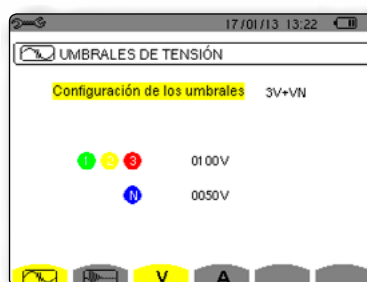 17/01/13 13:22
UMBRALES DE TENSIÓN
Configuración de los umbrales 3V+VN
1 2 3 0100V
N 0050V
V A